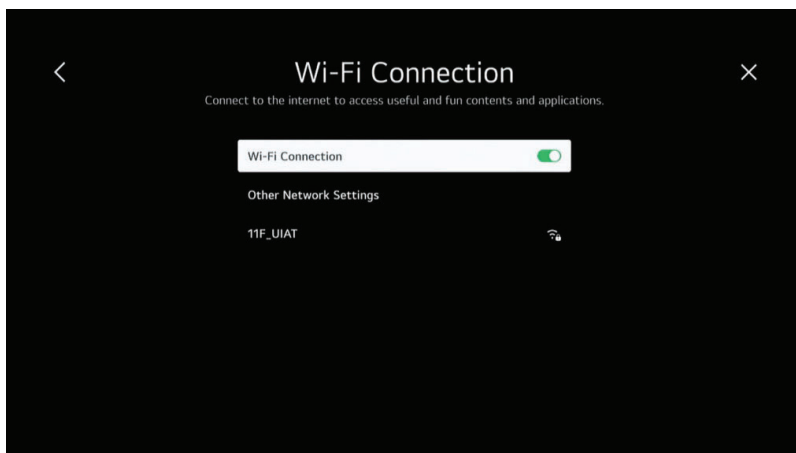 Wi-Fi Connection
Connect to the internet to access useful and fun contents and applications.
Wi-Fi Connection
Other Network Settings
11F_UIAT